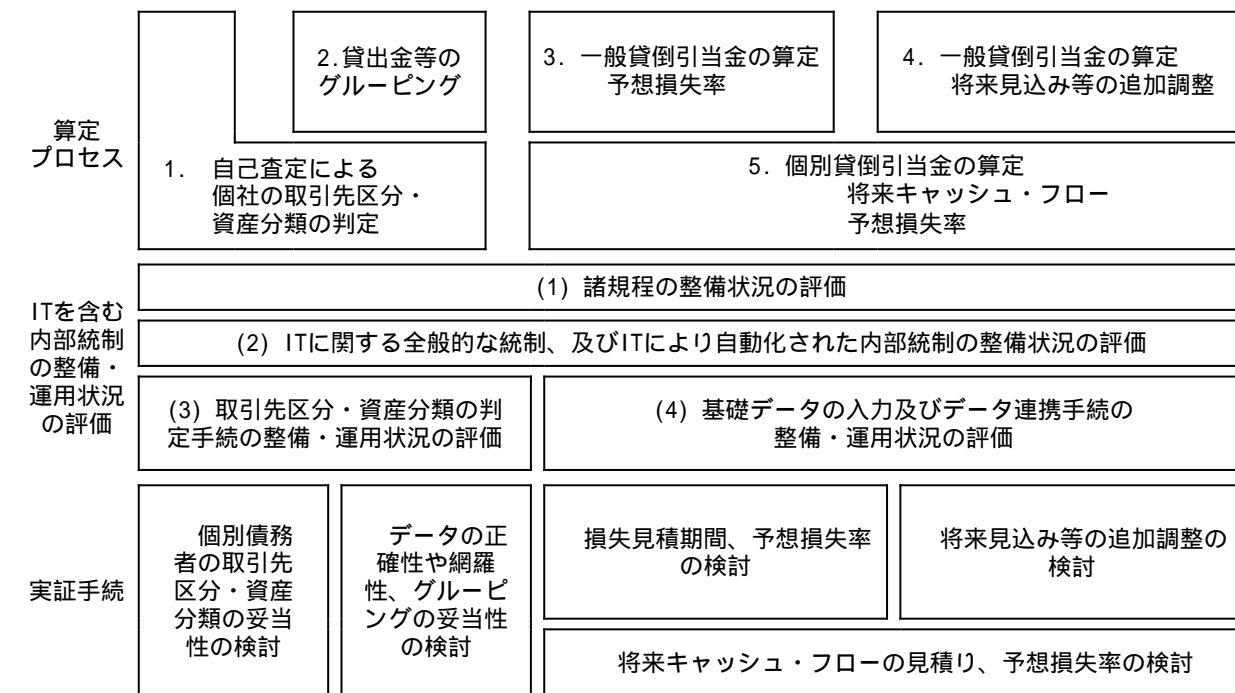 算定
プロセス
1. 自己査定による
個社の取引先区分・
資産分類の判定
2.貸出金等の
グルーピング
3. 一般貸倒引当金の算定
予想損失率
4. 一般貸倒引当金の算定
将来見込み等の追加調整
5. 個別貸倒引当金の算定
将来キャッシュ・フロー
予想損失率
ITを含む
内部統制
の整備・
運用状況
の評価
(1) 諸規程の整備状況の評価
(2) ITに関する全般的な統制、及びITにより自動化された内部統制の整備状況の評価
(3) 取引先区分・資産分類の判
定手続の整備・運用状況の評価
(4) 基礎データの入力及びデータ連携手続の
整備・運用状況の評価
実証手続
個別債務
者の取引先
区分・資産
分類の妥当
性の検討
データの正
確性や網羅
性、グルーピ
ングの妥当性
の検討
損失見積期間、予想損失率
の検討
将来見込み等の追加調整の
検討
将来キャッシュ・フローの見積り、予想損失率の検討